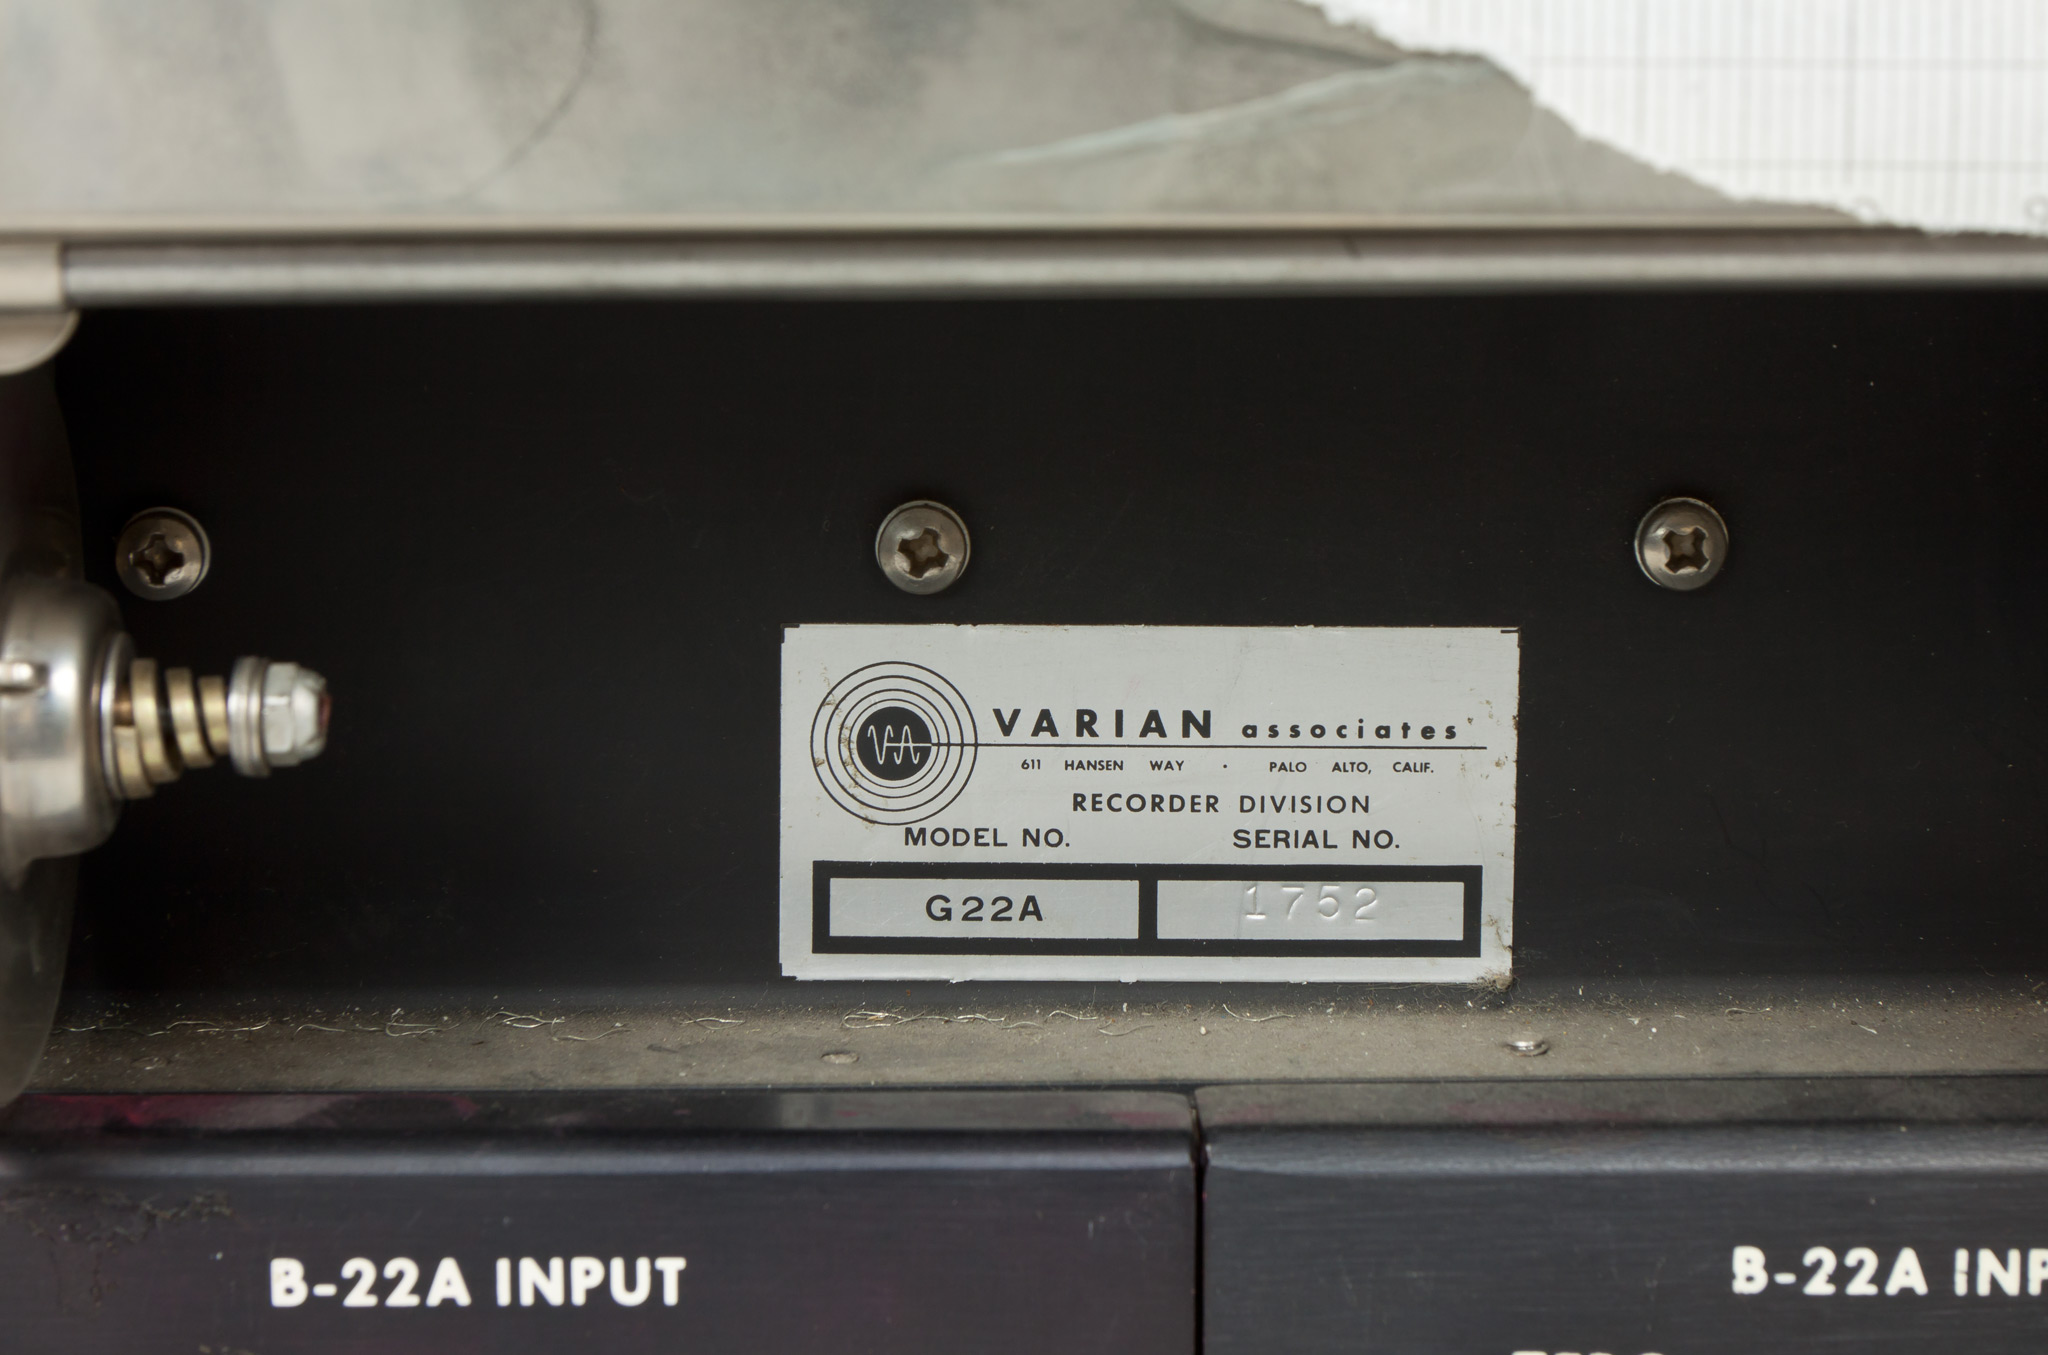 VA
VARIAN associates
611 HANSEN WAY · PALO ALTO, CALIF.
RECORDER DIVISION
MODEL NO. SERIAL NO.
G22A 1752
B-22A INPUT
B-22A INP